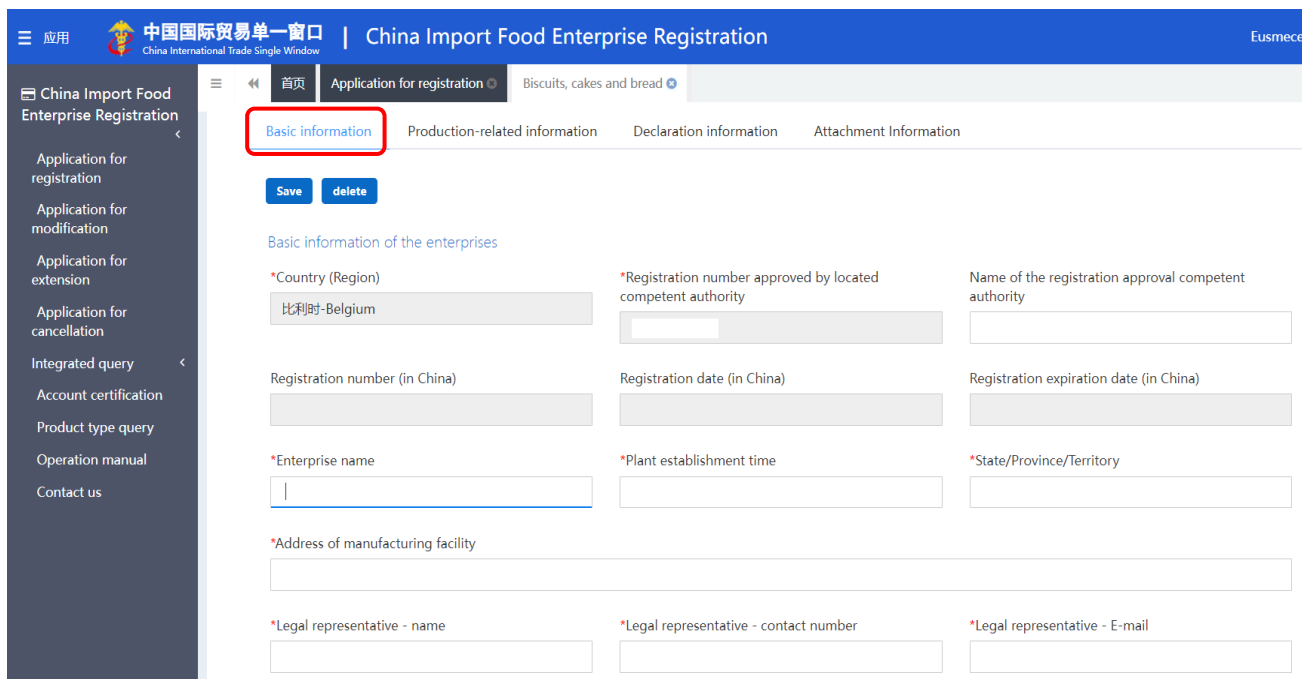 应用
中国国际贸易单一窗口
China International Trade Single Window
| China Import Food Enterprise Registration
Eusmece
China Import Food
Enterprise Registration
Application for
registration
Application for
modification
Application for
extension
Application for
cancellation
Integrated query
Account certification
Product type query
Operation manual
Contact us
首页
Application for registration
Biscuits, cakes and bread
Basic information
Production-related information
Declaration information
Attachment Information
Save
delete
Basic information of the enterprises
*Country (Region)
比利时-Belgium
*Registration number approved by located
competent authority
Name of the registration approval competent
authority
Registration number (in China)
Registration date (in China)
Registration expiration date (in China)
*Enterprise name
*Plant establishment time
*State/Province/Territory
*Address of manufacturing facility
*Legal representative - name
*Legal representative - contact number
*Legal representative - E-mail